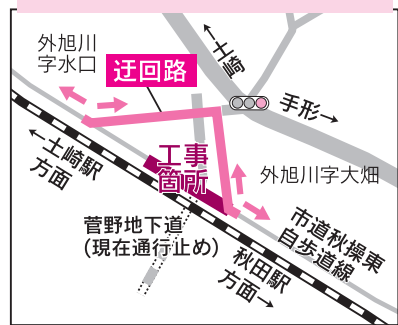 ←土崎
外旭川
字水口
迂回路
手形→
←土崎駅
方面
工事
箇所
外旭川字大畑
菅野地下道
(現在通行止め)
市道秋操東
自歩道線
秋田駅
方面→